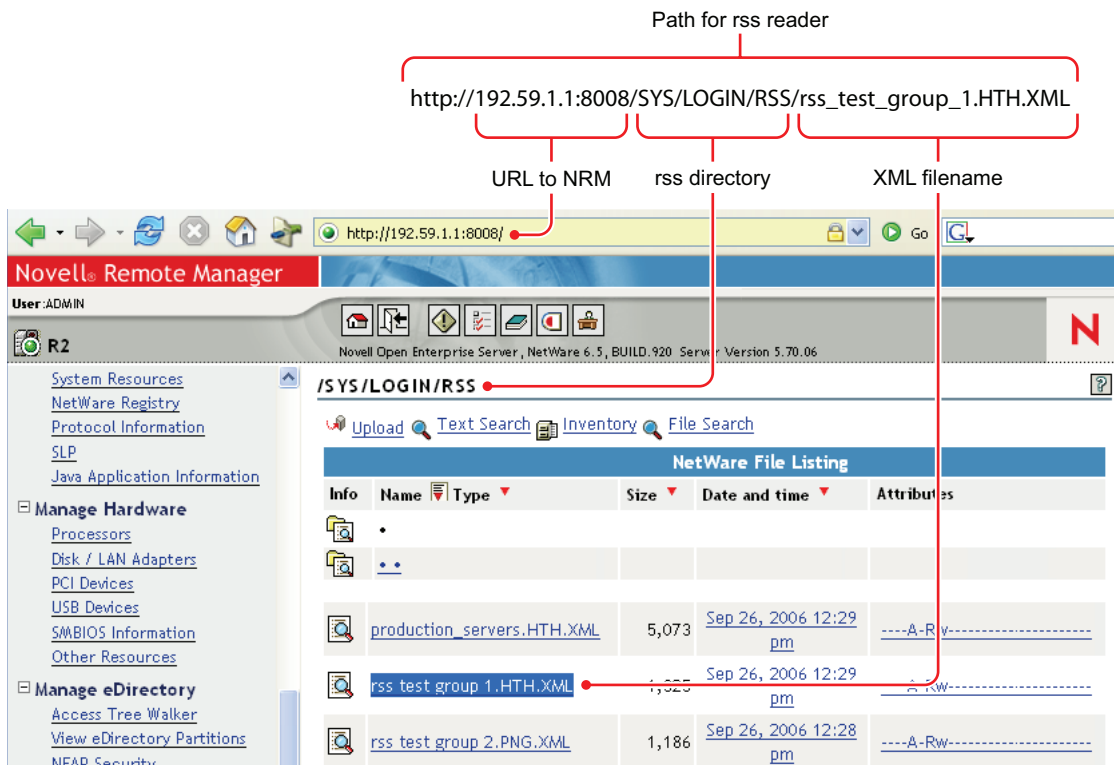 Path for rss reader
http://192.59.1.1:8008/SYS/LOGIN/RSS/rss_test_group_1.HTH.XML
URL to NRM
rss directory
XML filename
http://192.59.1.1:8008/
Go
G
Novell® Remote Manager
User:ADMIN
R2
N
Novell Open Enterprise Server, NetWare 6.5, BUILD.920 Server Version 5.70.06
System Resources
NetWare Registry
Protocol Information
SLP
Java Application Information
Manage Hardware
Processors
Disk / LAN Adapters
PCI Devices
USB Devices
SMBIOS Information
Other Resources
Manage eDirectory
Access Tree Walker
View eDirectory Partitions
NFAP Security
/SYS/LOGIN/RSS
?
Upload Text Search Inventory File Search
NetWare File Listing
Info Name Type Size Date and time Attributes
.
..
production_servers.HTH.XML 5,073 Sep 26, 2006 12:29 pm ----A-Rw-----------------------
rss test group 1.HTH.XML Sep 26, 2006 12:29 pm ----A-Rw-----------------------
rss test group 2.PNG.XML 1,186 Sep 26, 2006 12:28 pm ----A-Rw-----------------------